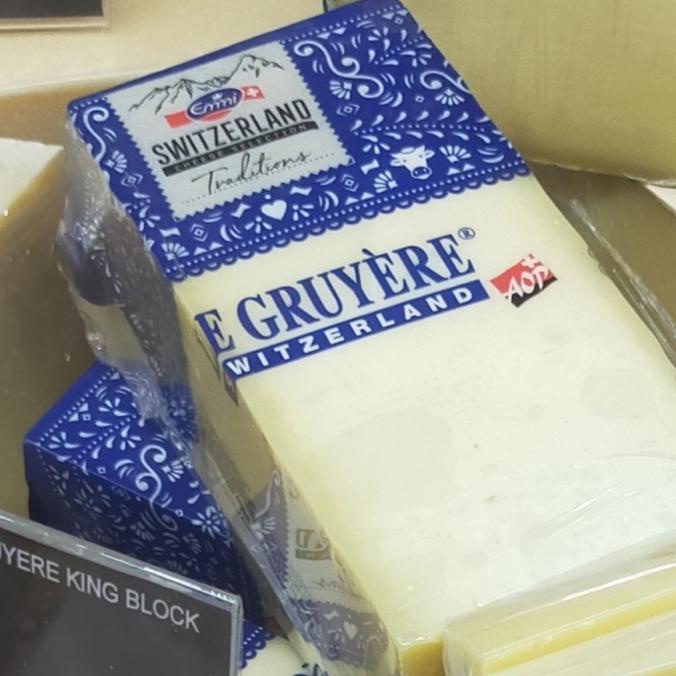 Emmi
SWITZERLAND
CHEESE SELECTION
Traditions
E GRUYÈRE®
WITZERLAND
AOP
UYERE KING BLOCK